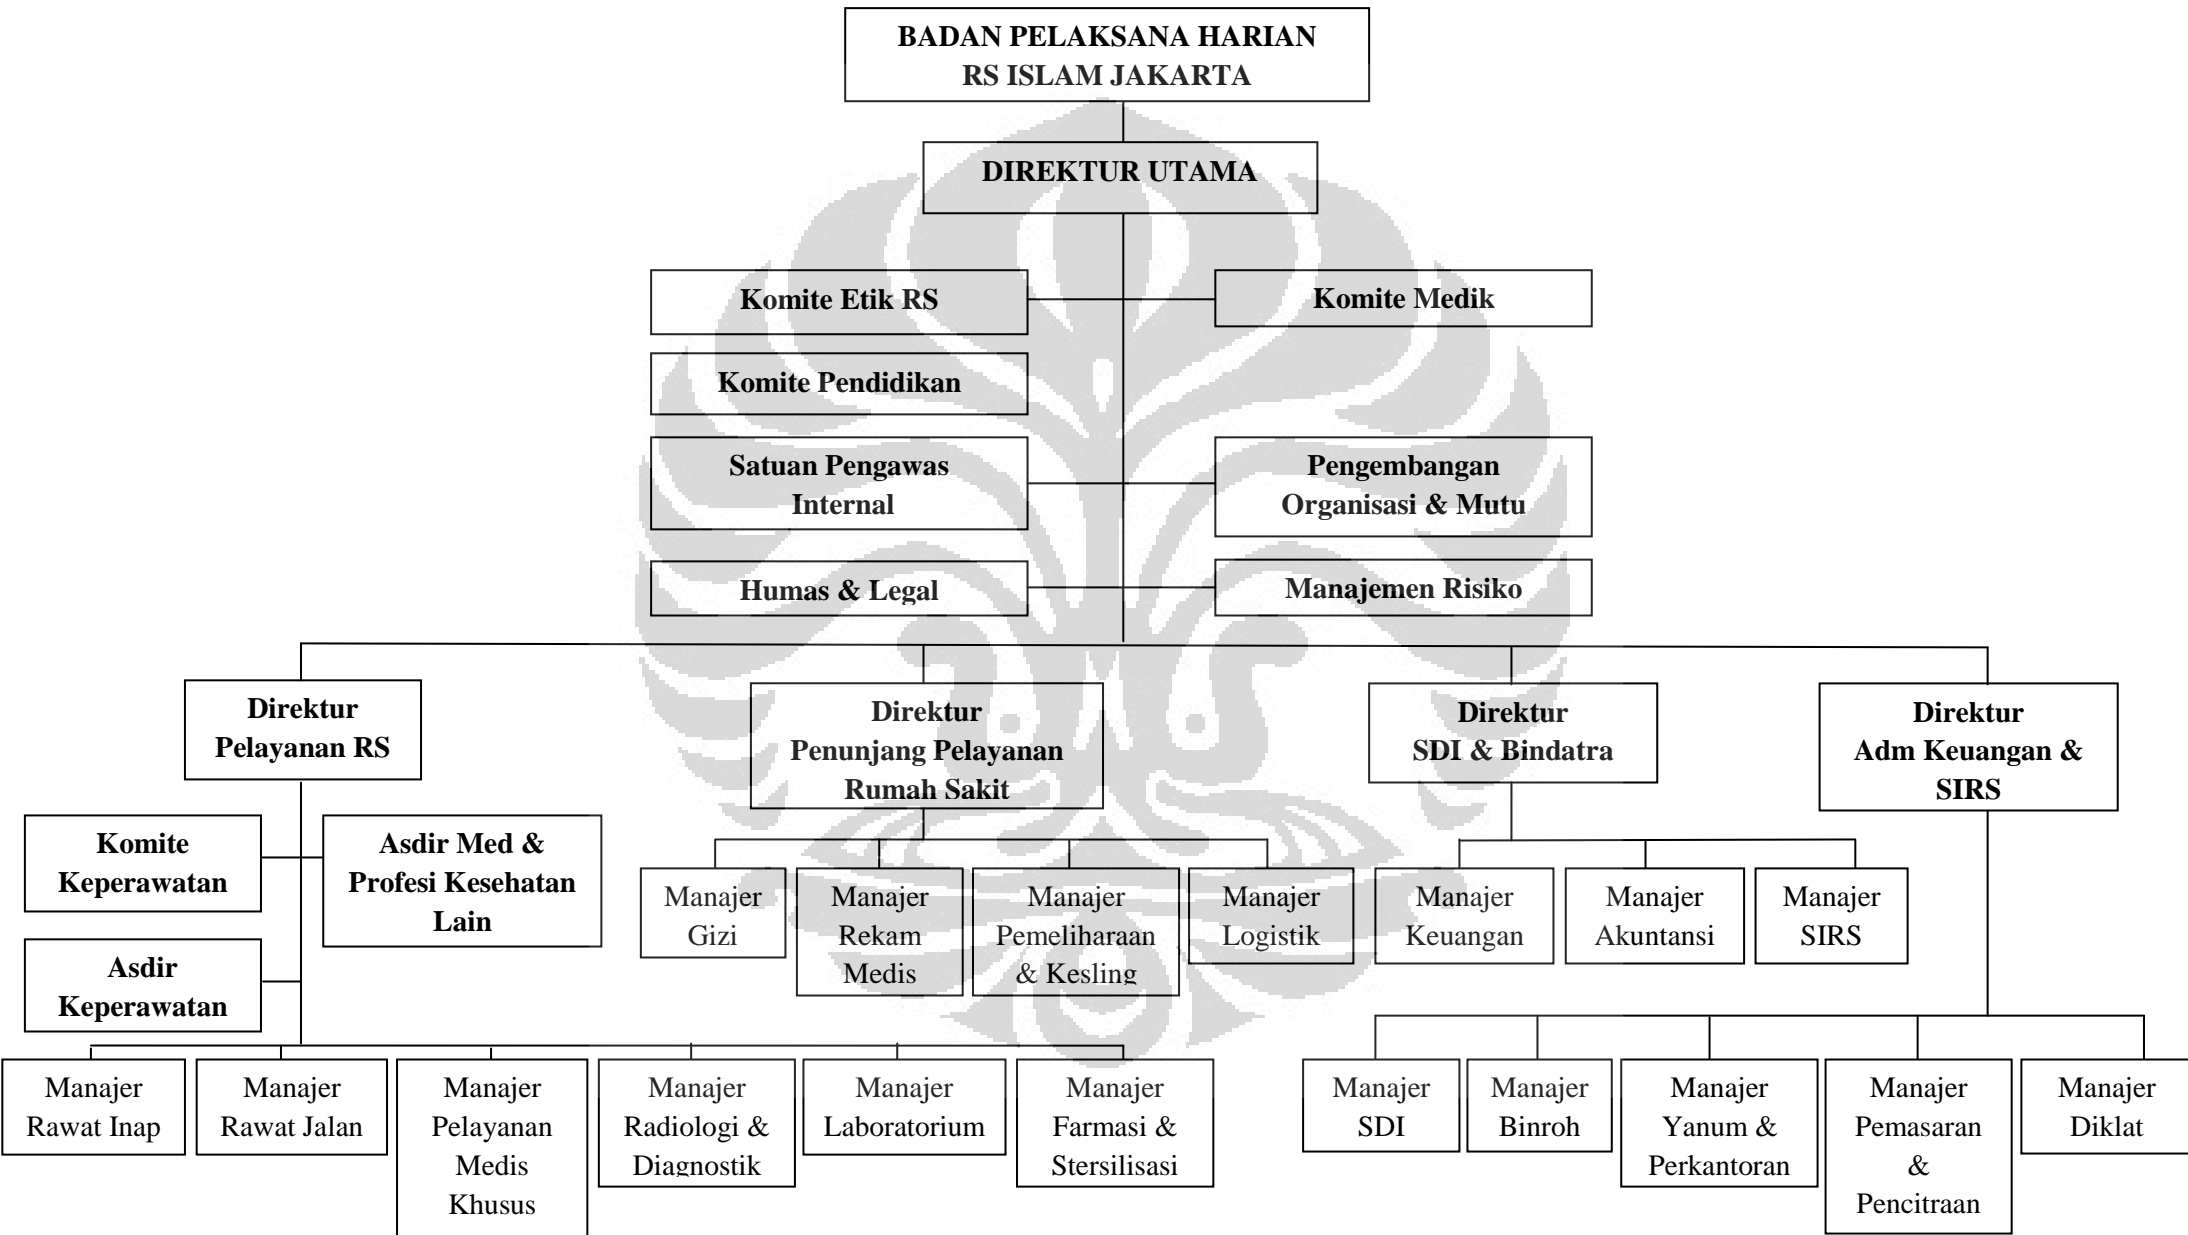 BADAN PELAKSANA HARIAN
RS ISLAM JAKARTA
DIREKTUR UTAMA
Komite Etik RS
Komite Medik
Komite Pendidikan
Satuan Pengawas
Internal
Pengembangan
Organisasi & Mutu
Humas & Legal
Manajemen Risiko
Direktur
Pelayanan RS
Direktur
Penunjang Pelayanan
Rumah Sakit
Direktur
SDI & Bindatra
Direktur
Adm Keuangan &
SIRS
Komite
Keperawatan
Asdir Med &
Profesi Kesehatan
Lain
Asdir
Keperawatan
Manajer
Gizi
Manajer
Rekam
Medis
Manajer
Pemeliharaan
& Kesling
Manajer
Logistik
Manajer
Keuangan
Manajer
Akuntansi
Manajer
SIRS
Manajer
Rawat Inap
Manajer
Rawat Jalan
Manajer
Pelayanan
Medis
Khusus
Manajer
Radiologi &
Diagnostik
Manajer
Laboratorium
Manajer
Farmasi &
Stersilisasi
Manajer
SDI
Manajer
Binroh
Manajer
Yanum &
Perkantoran
Manajer
Pemasaran
&
Pencitraan
Manajer
Diklat